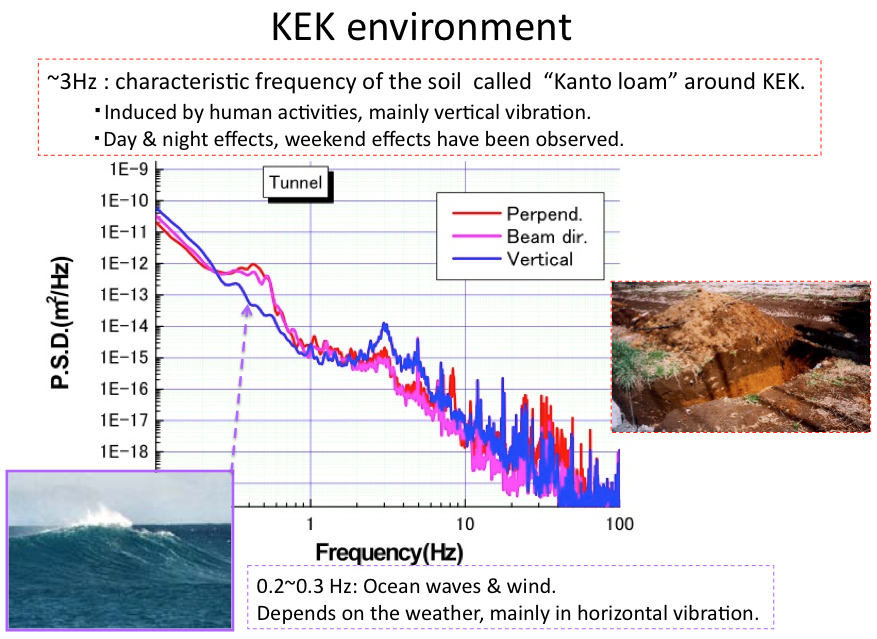 KEK environment
~3Hz : characteristic frequency of the soil called “Kanto loam” around KEK.
・Induced by human activities, mainly vertical vibration.
・Day & night effects, weekend effects have been observed.
1E-9
1E-10
1E-11
1E-12
1E-13
1E-14
1E-15
1E-16
1E-17
1E-18
P.S.D.(m²/Hz)
Tunnel
Perpend.
Beam dir.
Vertical
1 10 100
Frequency(Hz)
0.2~0.3 Hz: Ocean waves & wind.
Depends on the weather, mainly in horizontal vibration.